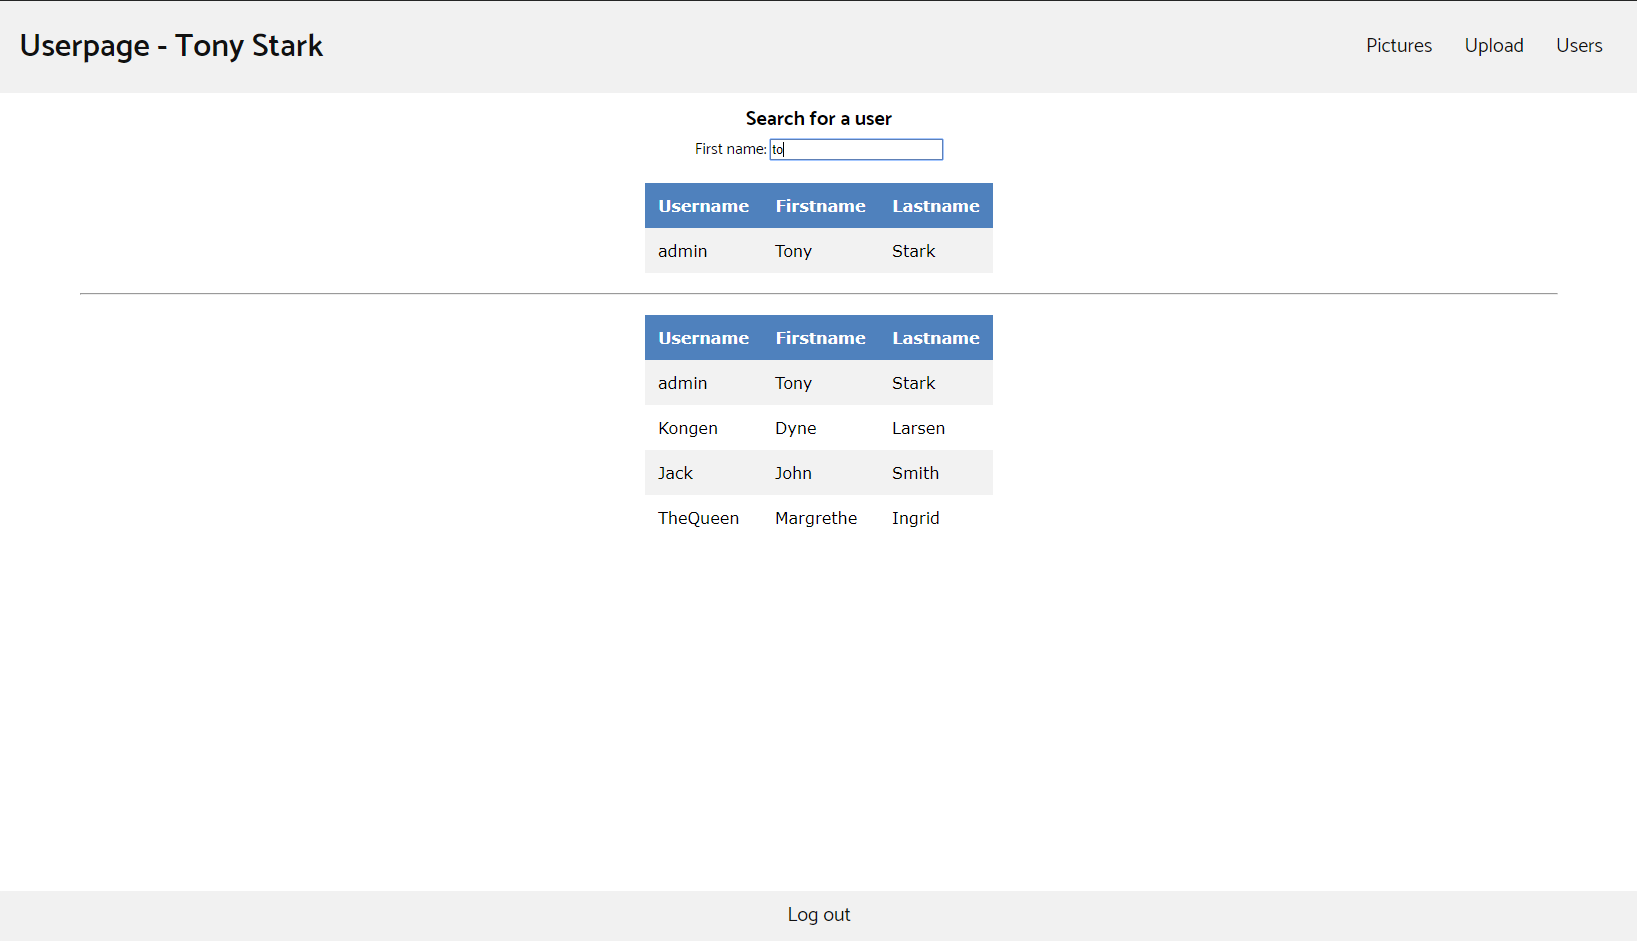 Userpage - Tony Stark Pictures Upload Users
Search for a user
First name: to
Username Firstname Lastname
admin Tony Stark
Username Firstname Lastname
admin Tony Stark
Kongen Dyne Larsen
Jack John Smith
TheQueen Margrethe Ingrid
Log out